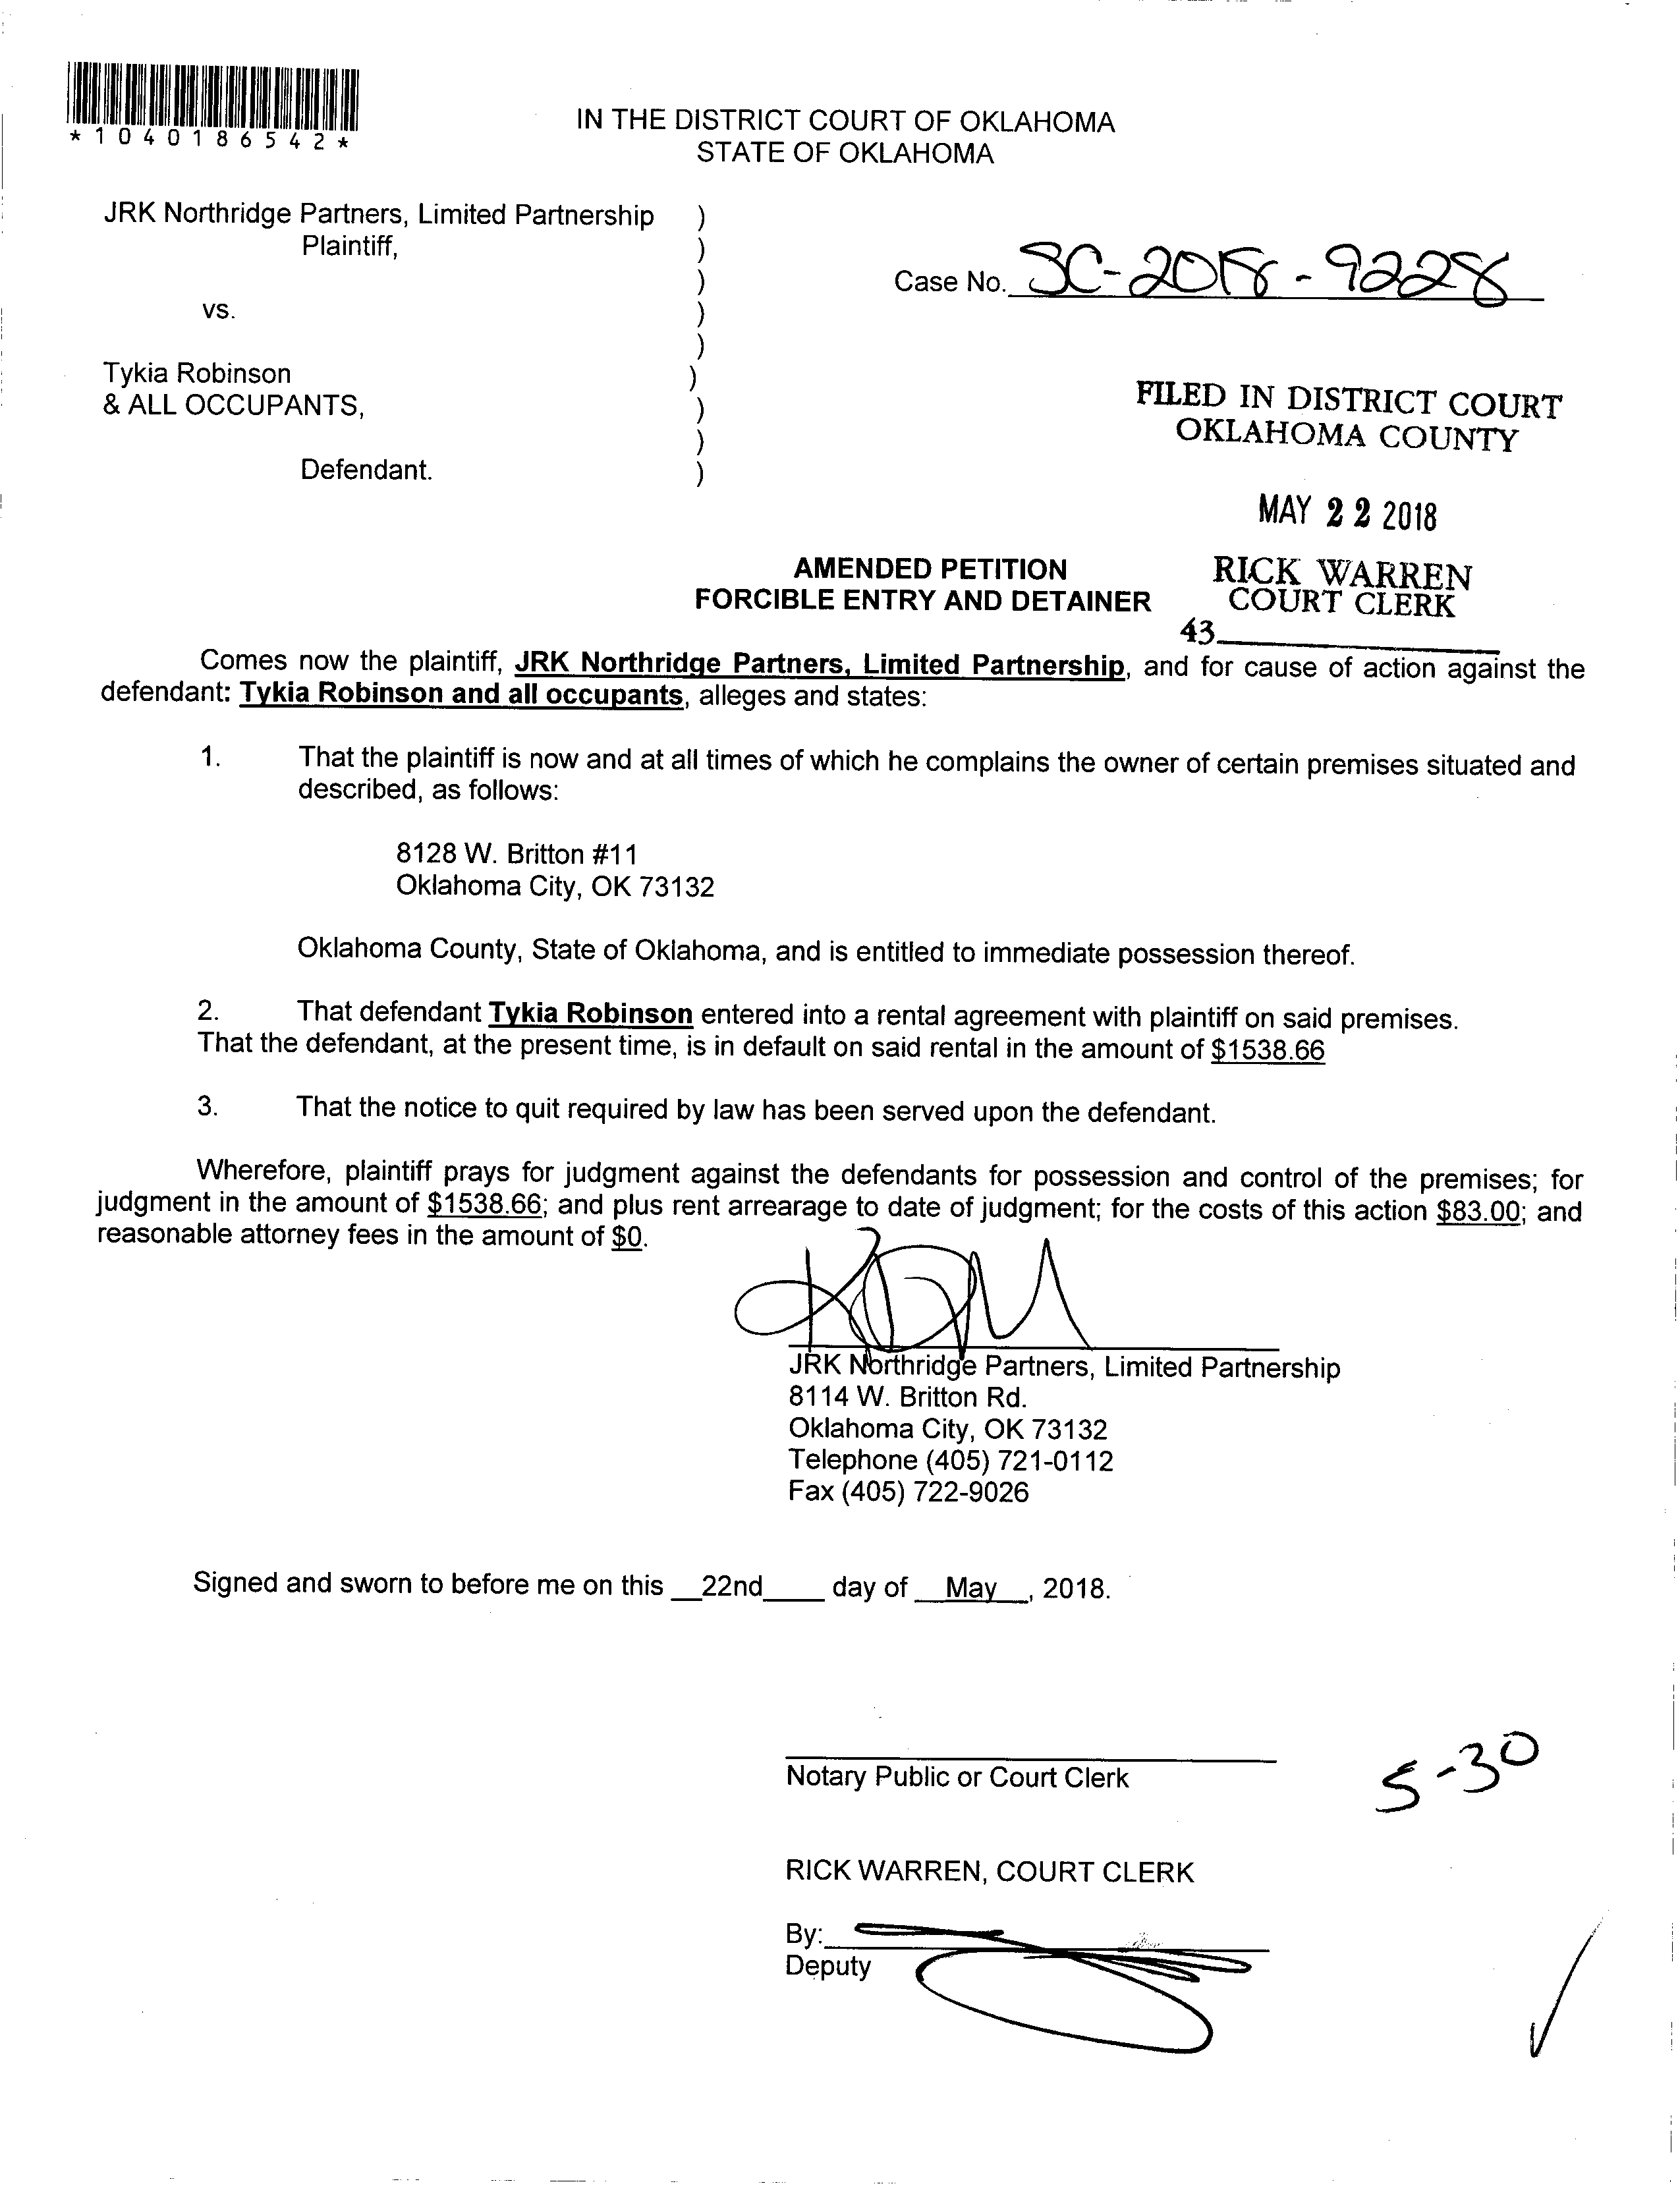 *1040186542*
IN THE DISTRICT COURT OF OKLAHOMA
STATE OF OKLAHOMA
JRK Northridge Partners, Limited Partnership )
Plaintiff, )
)
Case No. SC-2018-9228
vs. )
)
Tykia Robinson )
& ALL OCCUPANTS, )
)
Defendant. )
FILED IN DISTRICT COURT
OKLAHOMA COUNTY
MAY 22 2018
RICK WARREN
COURT CLERK
43
AMENDED PETITION
FORCIBLE ENTRY AND DETAINER
Comes now the plaintiff, JRK Northridge Partners, Limited Partnership, and for cause of action against the
defendant: Tykia Robinson and all occupants, alleges and states:
1. That the plaintiff is now and at all times of which he complains the owner of certain premises situated and
described, as follows:
8128 W. Britton #11
Oklahoma City, OK 73132
Oklahoma County, State of Oklahoma, and is entitled to immediate possession thereof.
2. That defendant Tykia Robinson entered into a rental agreement with plaintiff on said premises.
That the defendant, at the present time, is in default on said rental in the amount of $1538.66
3. That the notice to quit required by law has been served upon the defendant.
Wherefore, plaintiff prays for judgment against the defendants for possession and control of the premises; for
judgment in the amount of $1538.66; and plus rent arrearage to date of judgment; for the costs of this action $83.00; and
reasonable attorney fees in the amount of $0.
JRK Northridge Partners, Limited Partnership
8114 W. Britton Rd.
Oklahoma City, OK 73132
Telephone (405) 721-0112
Fax (405) 722-9026
Signed and sworn to before me on this __22nd____ day of __May__, 2018.
Notary Public or Court Clerk
5-30
RICK WARREN, COURT CLERK
By:
Deputy